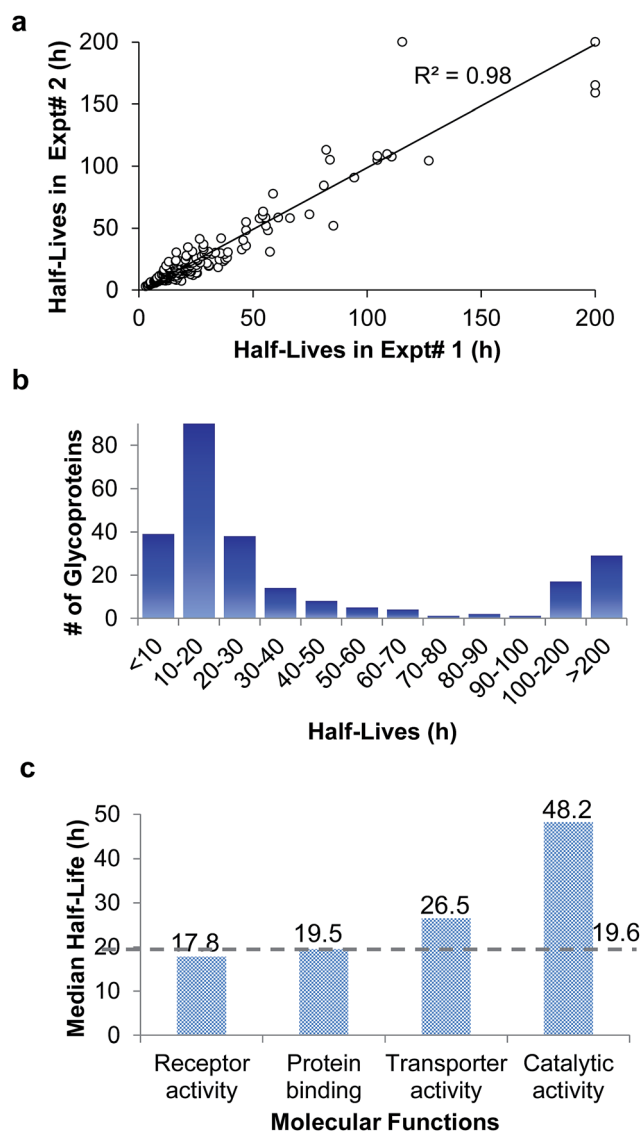 a
Half-Lives in Expt# 2 (h)
200
150
100
50
0
R² = 0.98
0 50 100 150 200
Half-Lives in Expt# 1 (h)
b
# of Glycoproteins
80
60
40
20
0
<10 10-20 20-30 30-40 40-50 50-60 60-70 70-80 80-90 90-100 100-200 >200
Half-Lives (h)
c
Median Half-Life (h)
50
40
30
20
10
0
17.8
19.5
26.5
48.2
19.6
Receptor activity
Protein binding
Transporter activity
Catalytic activity
Molecular Functions